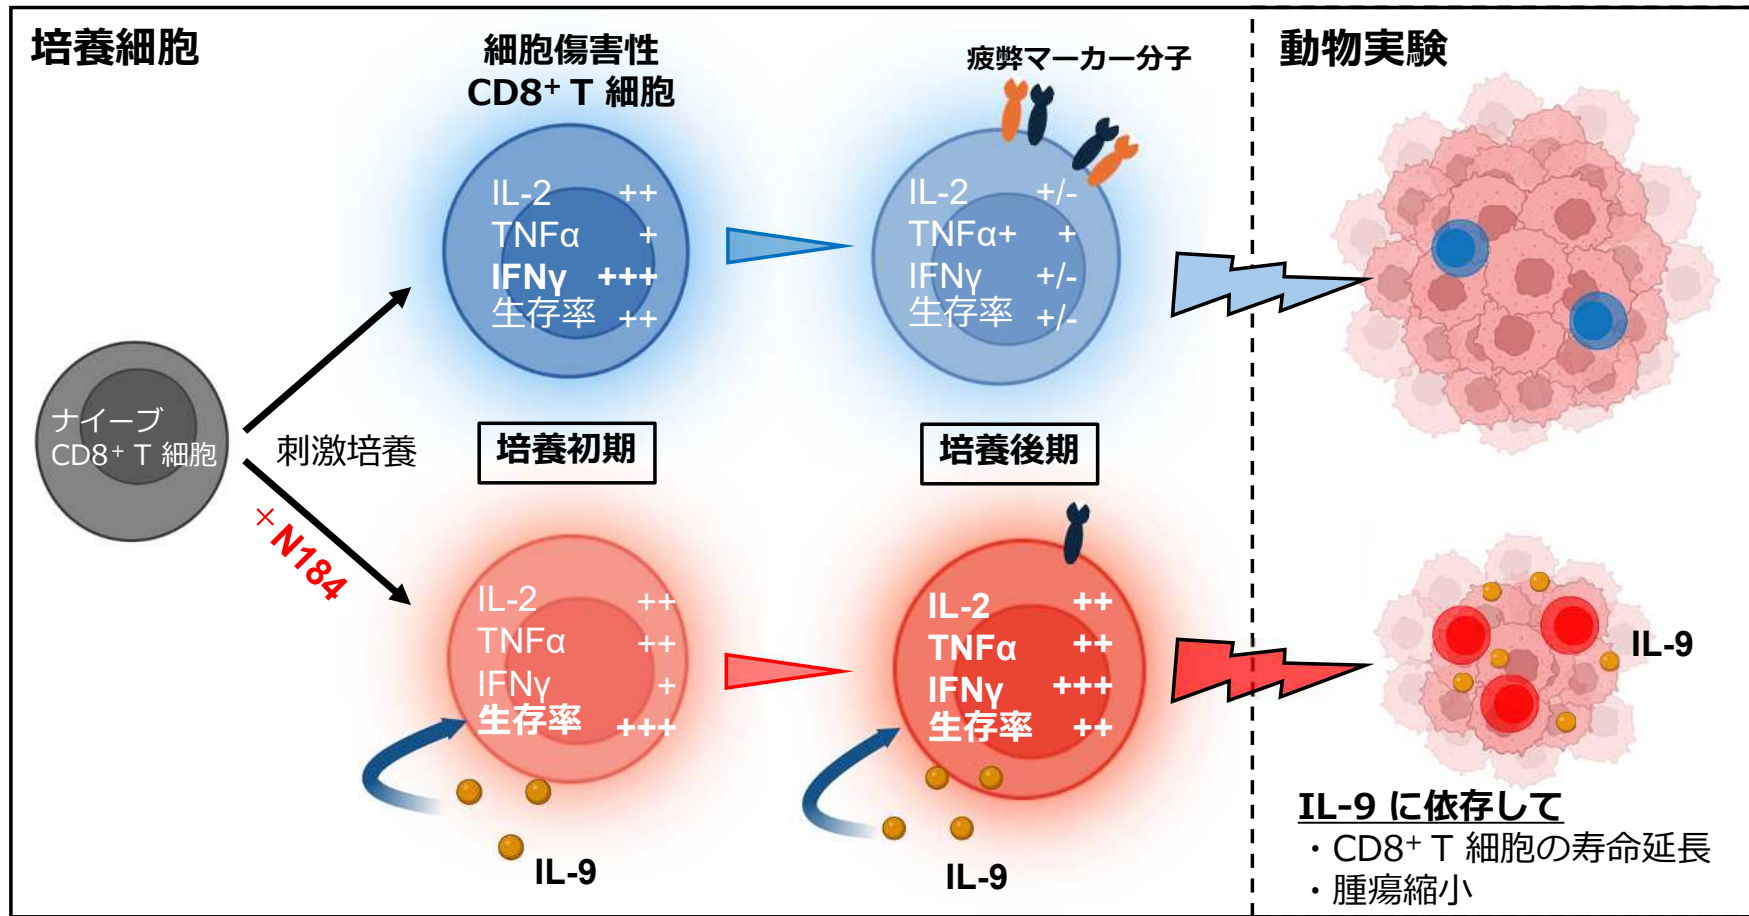 培養細胞
細胞傷害性
CD8⁺ T 細胞
疲弊マーカー分子
動物実験
IL-2 ++
TNFα +
IFNγ +++
生存率 ++
IL-2 +/-
TNFα+ +
IFNγ +/-
生存率 +/-
ナイーブ
CD8⁺ T 細胞
刺激培養
培養初期
培養後期
+N184
IL-2 ++
TNFα ++
IFNγ +
生存率 +++
IL-2 ++
TNFα ++
IFNγ +++
生存率 ++
IL-9
IL-9
IL-9
IL-9 に依存して
・CD8⁺ T 細胞の寿命延長
・腫瘍縮小